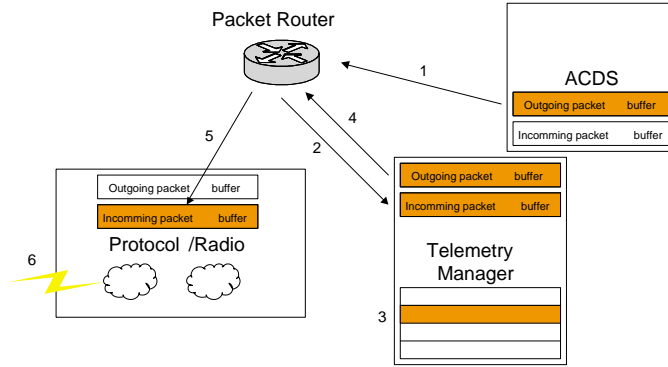 Packet Router
1
ACDS
Outgoing packet buffer
Incomming packet buffer
4
5
2
Outgoing packet buffer
Incomming packet buffer
Protocol /Radio
6
Outgoing packet buffer
Incomming packet buffer
Telemetry
Manager
3